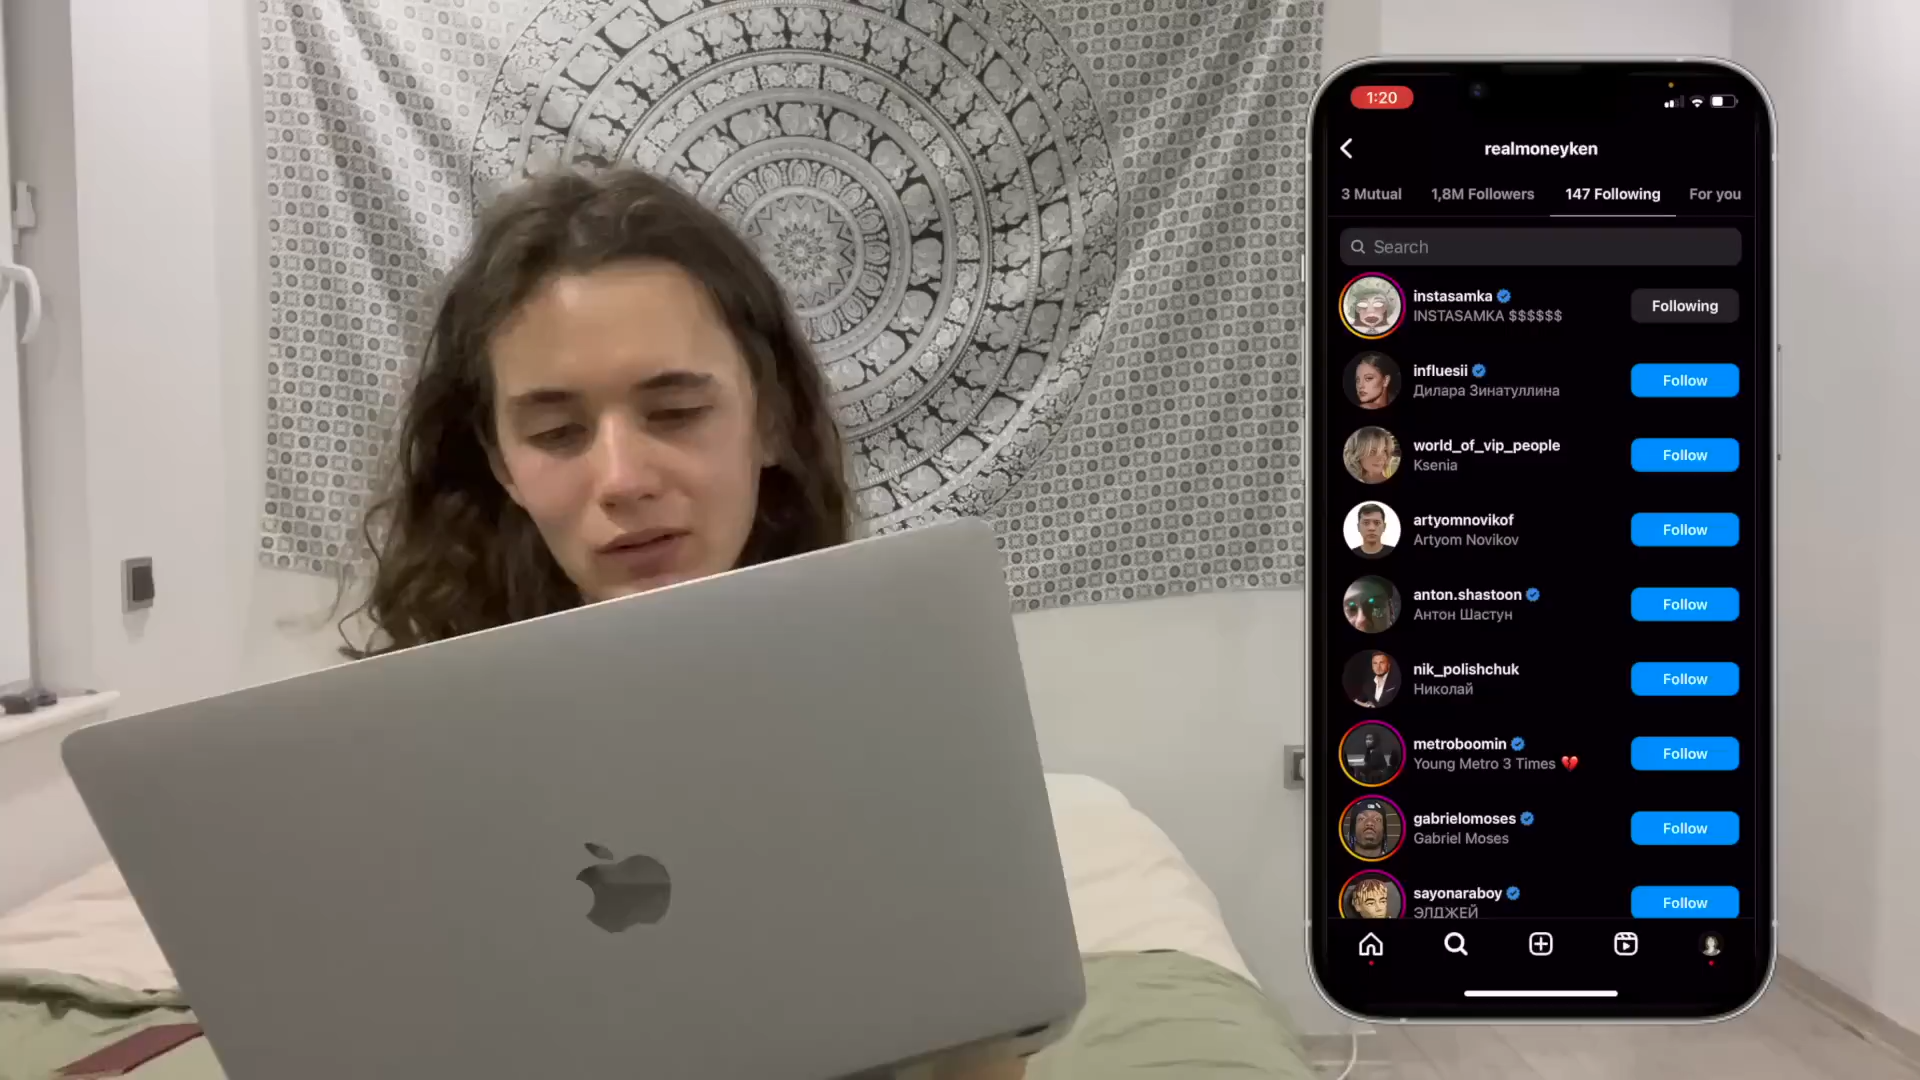 1:20
realmoneyken
3 Mutual
1,8M Followers
147 Following
For you
Search
instasamka
INSTASAMKA $$$$$$
Following
influesii
Дилара Зинатуллина
Follow
world_of_vip_people
Ksenia
Follow
artyomnovikof
Artyom Novikov
Follow
anton.shastoon
Антон Шастун
Follow
nik_polishchuk
Николай
Follow
metroboomin
Young Metro 3 Times 💔
Follow
gabrielomoses
Gabriel Moses
Follow
sayonaraboy
ЭЛДЖЕЙ
Follow